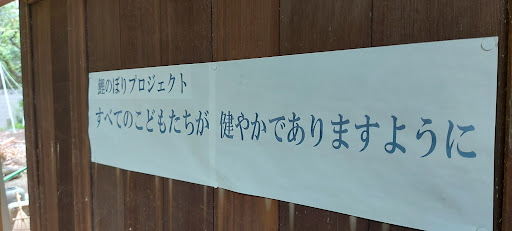 鯉のぼりプロジェクト
すべてのこどもたちが 健やかでありますように